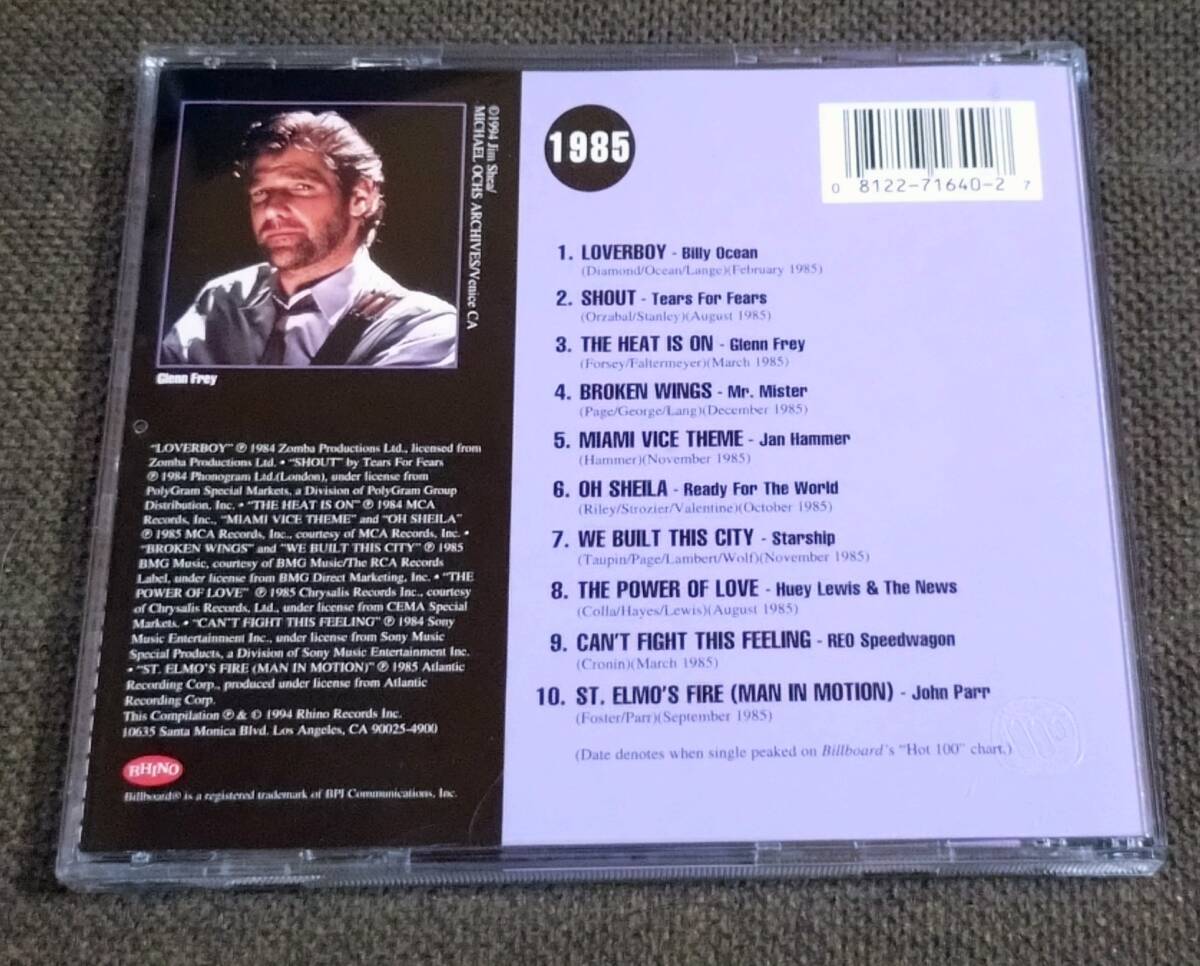 ©1994 Jim Shea/
MICHAEL OCHS ARCHIVES/Venice CA
Glenn Frey
"LOVERBOY" ℗ 1984 Zomba Productions Ltd., licensed from
Zomba Productions Ltd. • "SHOUT" by Tears For Fears
℗ 1984 Phonogram Ltd.(London), under license from
PolyGram Special Markets, a Division of PolyGram Group
Distribution, Inc. • "THE HEAT IS ON" ℗ 1984 MCA
Records, Inc., "MIAMI VICE THEME" and "OH SHEILA"
℗ 1985 MCA Records, Inc., courtesy of MCA Records, Inc. •
"BROKEN WINGS" and "WE BUILT THIS CITY" ℗ 1985
BMG Music, courtesy of BMG Music/The RCA Records
Label, under license from BMG Direct Marketing, Inc. • "THE
POWER OF LOVE" ℗ 1985 Chrysalis Records Inc., courtesy
of Chrysalis Records, Ltd., under license from CEMA Special
Markets. • "CAN'T FIGHT THIS FEELING" ℗ 1984 Sony
Music Entertainment Inc., under license from Sony Music
Special Products, a Division of Sony Music Entertainment Inc.
• "ST. ELMO'S FIRE (MAN IN MOTION)" ℗ 1985 Atlantic
Recording Corp., produced under license from Atlantic
Recording Corp.
This Compilation ℗ & © 1994 Rhino Records Inc.
10635 Santa Monica Blvd. Los Angeles, CA 90025-4900
RHINO
Billboard® is a registered trademark of BPI Communications, Inc.
1985
0 8122-71640-2 7
1. LOVERBOY - Billy Ocean
(Diamond/Ocean/Lange)(February 1985)
2. SHOUT - Tears For Fears
(Orzabal/Stanley)(August 1985)
3. THE HEAT IS ON - Glenn Frey
(Forsey/Faltermeyer)(March 1985)
4. BROKEN WINGS - Mr. Mister
(Page/George/Lang)(December 1985)
5. MIAMI VICE THEME - Jan Hammer
(Hammer)(November 1985)
6. OH SHEILA - Ready For The World
(Riley/Strozier/Valentine)(October 1985)
7. WE BUILT THIS CITY - Starship
(Taupin/Page/Lambert/Wolf)(November 1985)
8. THE POWER OF LOVE - Huey Lewis & The News
(Colla/Hayes/Lewis)(August 1985)
9. CAN'T FIGHT THIS FEELING - REO Speedwagon
(Cronin)(March 1985)
10. ST. ELMO'S FIRE (MAN IN MOTION) - John Parr
(Foster/Parr)(September 1985)
(Date denotes when single peaked on Billboard's "Hot 100" chart.)